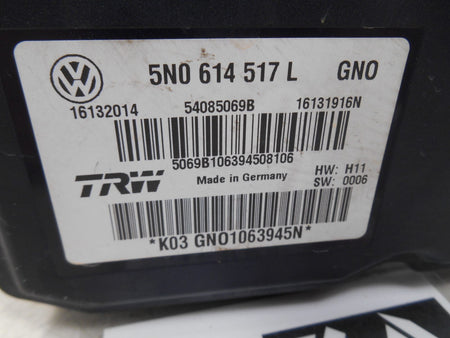 5N0 614 517 L GNO
16132014 54085069B 16131916N
5069B106394508106
TRW Made in Germany HW: H11
SW: 0006
*K03 GNO1063945N*